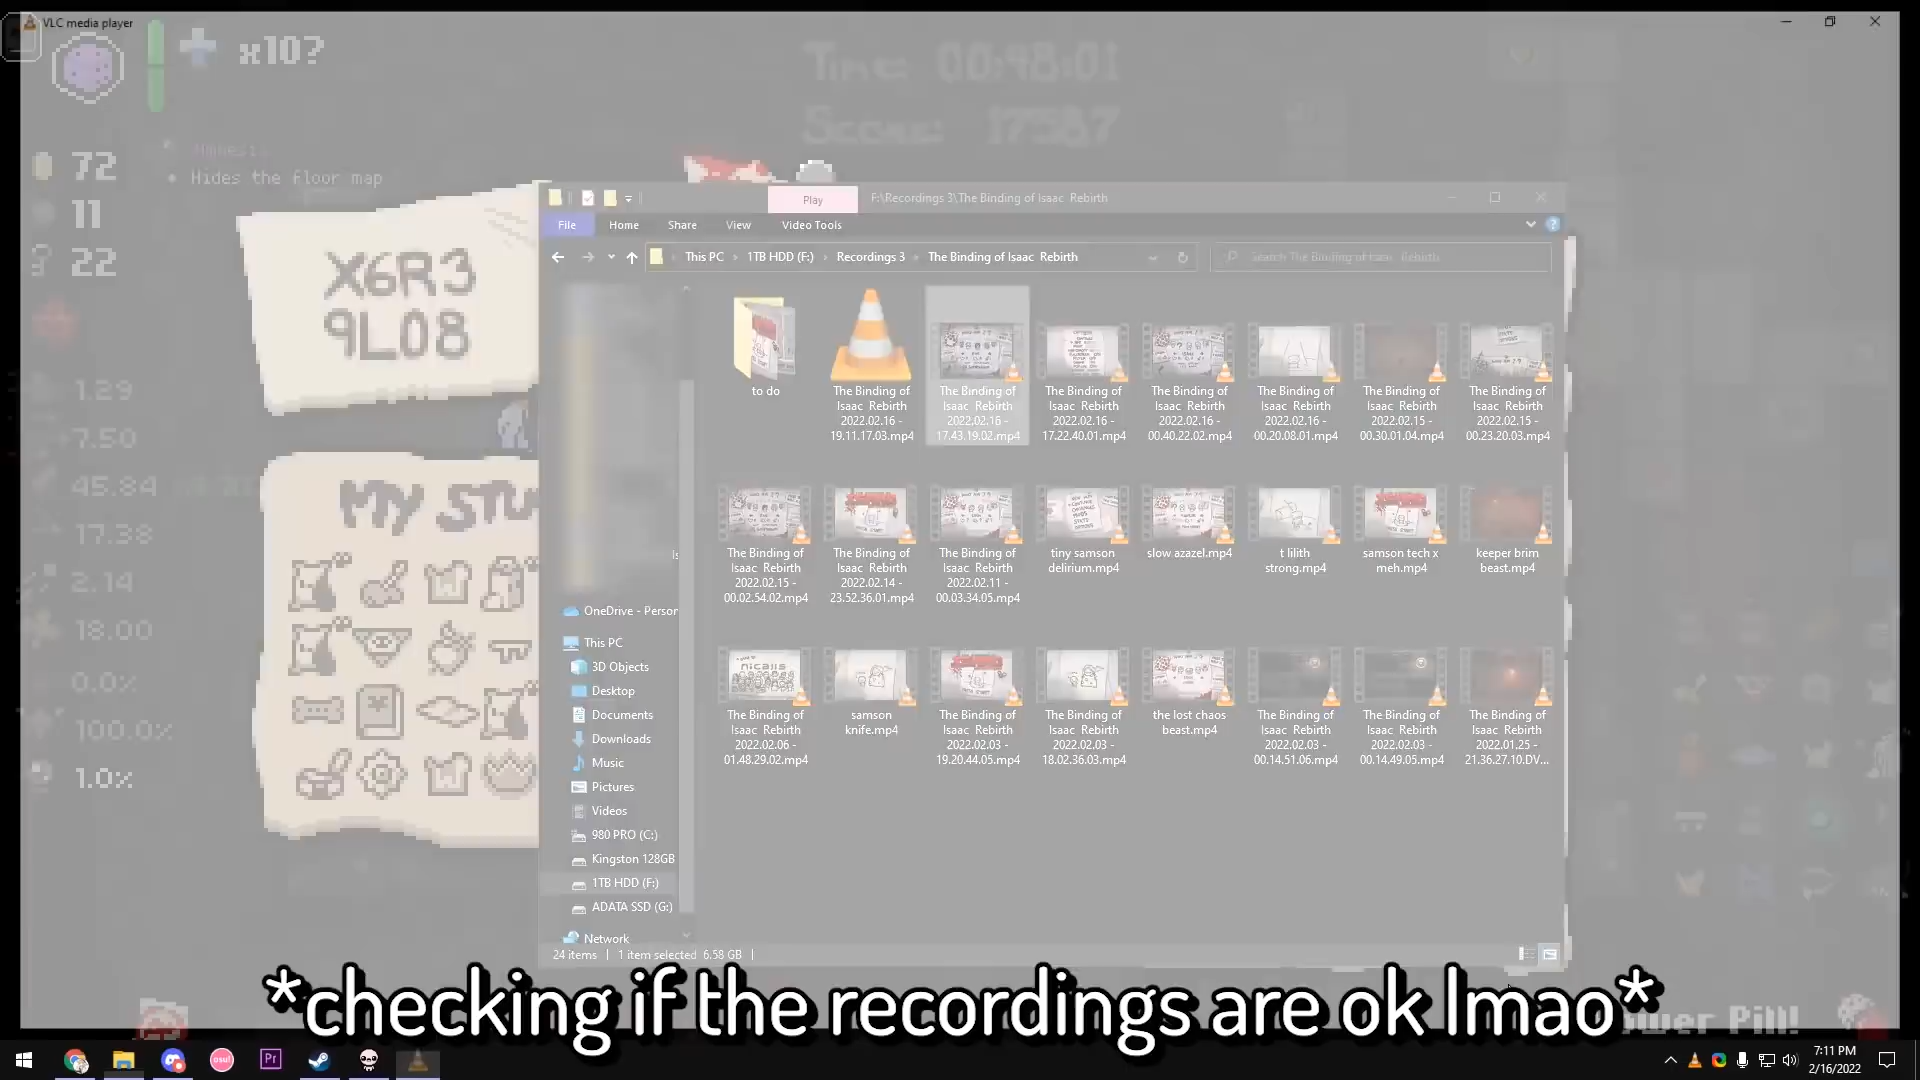 VLC media player
x10?
Time: 00:48:01
Score: 17587
72
Hides the floor map
11
22
X6R3
9L08
1.29
+7.50
45.84
17.38
2.14
18.00
0.0%
100.0%
1.0%
MY STU
Play
F:\Recordings 3\The Binding of Isaac Rebirth
File
Home
Share
View
Video Tools
This PC
1TB HDD (F:)
Recordings 3
The Binding of Isaac Rebirth
Search The Binding of Isaac Rebirth
to do
The Binding of
Isaac Rebirth
2022.02.16 -
19.11.17.03.mp4
The Binding of
Isaac Rebirth
2022.02.16 -
17.43.19.02.mp4
The Binding of
Isaac Rebirth
2022.02.16 -
17.22.40.01.mp4
The Binding of
Isaac Rebirth
2022.02.16 -
00.40.22.02.mp4
The Binding of
Isaac Rebirth
2022.02.16 -
00.20.08.01.mp4
The Binding of
Isaac Rebirth
2022.02.15 -
00.30.01.04.mp4
The Binding of
Isaac Rebirth
2022.02.15 -
00.23.20.03.mp4
The Binding of
Isaac Rebirth
2022.02.15 -
00.02.54.02.mp4
The Binding of
Isaac Rebirth
2022.02.14 -
23.52.36.01.mp4
The Binding of
Isaac Rebirth
2022.02.11 -
00.03.34.05.mp4
tiny samson
delirium.mp4
slow azazel.mp4
t lilith
strong.mp4
samson tech x
meh.mp4
keeper brim
beast.mp4
nicalis
The Binding of
Isaac Rebirth
2022.02.06 -
01.48.29.02.mp4
samson
knife.mp4
The Binding of
Isaac Rebirth
2022.02.03 -
19.20.44.05.mp4
The Binding of
Isaac Rebirth
2022.02.03 -
18.02.36.03.mp4
the lost chaos
beast.mp4
The Binding of
Isaac Rebirth
2022.02.03 -
00.14.51.06.mp4
The Binding of
Isaac Rebirth
2022.02.03 -
00.14.49.05.mp4
The Binding of
Isaac Rebirth
2022.01.25 -
21.36.27.10.DV...
OneDrive - Person
This PC
3D Objects
Desktop
Documents
Downloads
Music
Pictures
Videos
980 PRO (C:)
Kingston 128GB
1TB HDD (F:)
ADATA SSD (G:)
Network
24 items
1 item selected 6.58 GB
*checking if the recordings are ok lmao*
Pill!
osu!
Pr
7:11 PM
2/16/2022